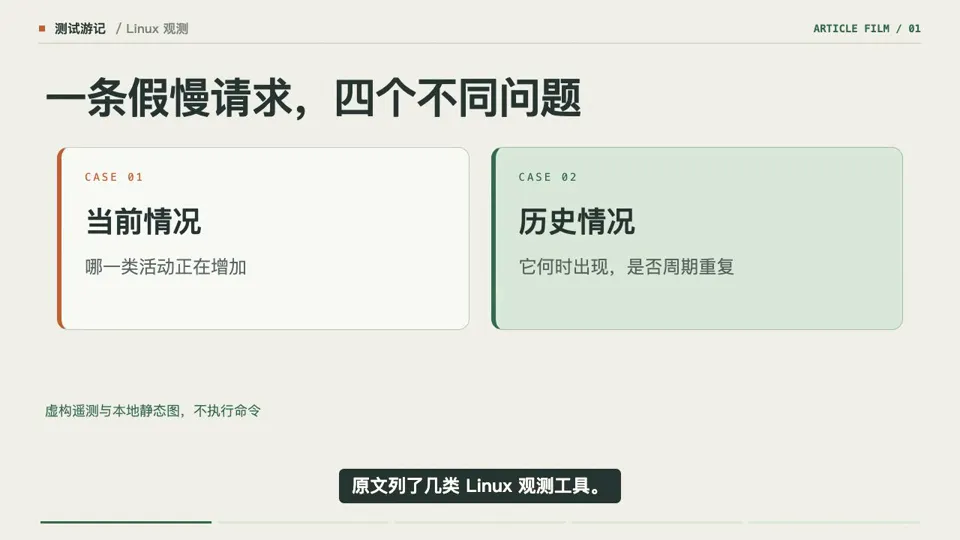 测试游记 / Linux 观测
ARTICLE FILM / 01
一条假慢请求，四个不同问题
CASE 01
当前情况
哪一类活动正在增加
CASE 02
历史情况
它何时出现，是否周期重复
虚构遥测与本地静态图，不执行命令
原文列了几类 Linux 观测工具。